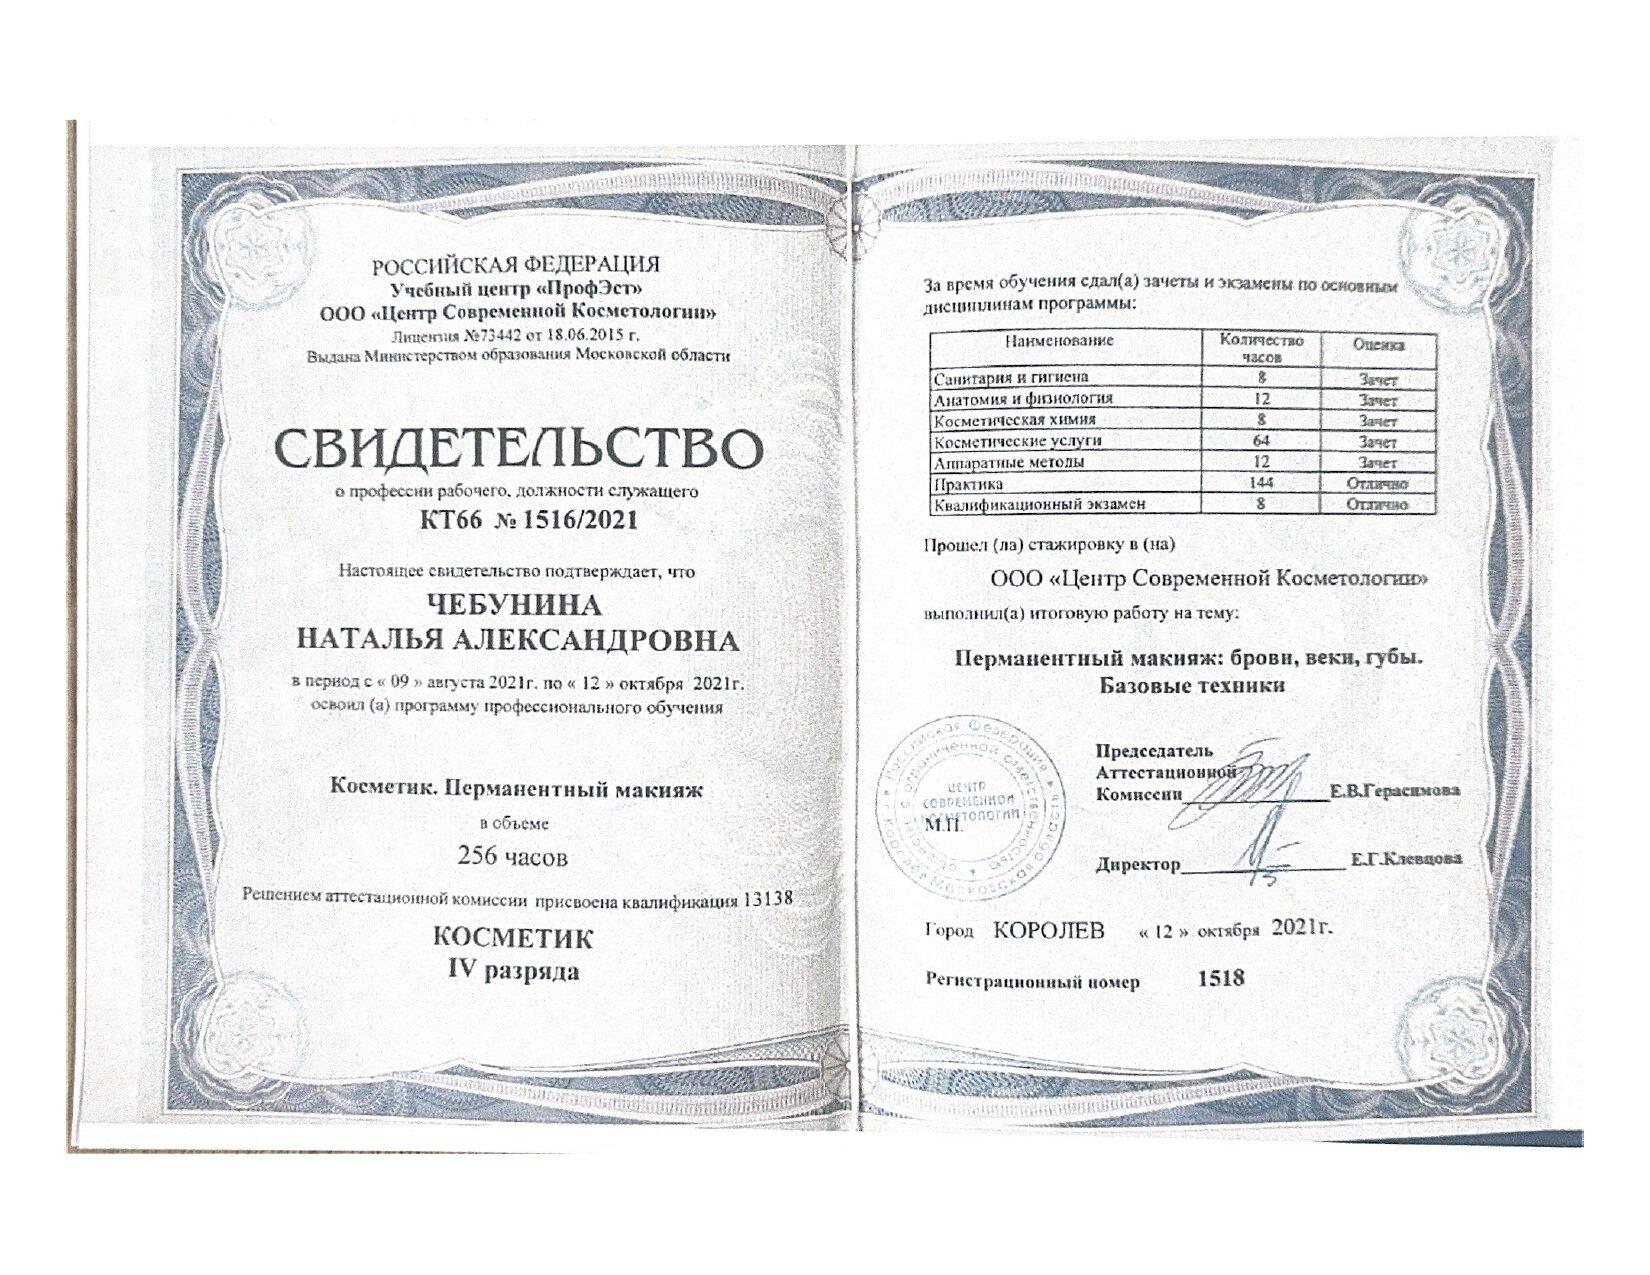 РОССИЙСКАЯ ФЕДЕРАЦИЯ
Учебный центр «ПрофЭст»
ООО «Центр Современной Косметологии»
Лицензия №73442 от 18.06.2015 г.
Выдана Министерством образования Московской области
СВИДЕТЕЛЬСТВО
о профессии рабочего, должности служащего
КТ66 № 1516/2021
Настоящее свидетельство подтверждает, что
ЧЕБУНИНА
НАТАЛЬЯ АЛЕКСАНДРОВНА
в период с « 09 » августа 2021г. по « 12 » октября 2021г.
освоил (а) программу профессионального обучения
Косметик. Перманентный макияж
в объеме
256 часов
Решением аттестационной комиссии присвоена квалификация 13138
КОСМЕТИК
IV разряда
За время обучения сдал(а) зачеты и экзамены по основным
дисциплинам программы:
Наименование Количество часов Оценка
Санитария и гигиена 8 Зачет
Анатомия и физиология 12 Зачет
Косметическая химия 8 Зачет
Косметические услуги 64 Зачет
Аппаратные методы 12 Зачет
Практика 144 Отлично
Квалификационный экзамен 8 Отлично
Прошел (ла) стажировку в (на)
ООО «Центр Современной Косметологии»
выполнил(а) итоговую работу на тему:
Перманентный макияж: брови, веки, губы.
Базовые техники
Председатель
Аттестационной
Комиссии Е.В.Герасимова
ЦЕНТР
СОВРЕМЕННОЙ
КОСМЕТОЛОГИИ
М.П.
Директор Е.Г.Клевцова
Город КОРОЛЕВ « 12 » октября 2021г.
Регистрационный номер 1518